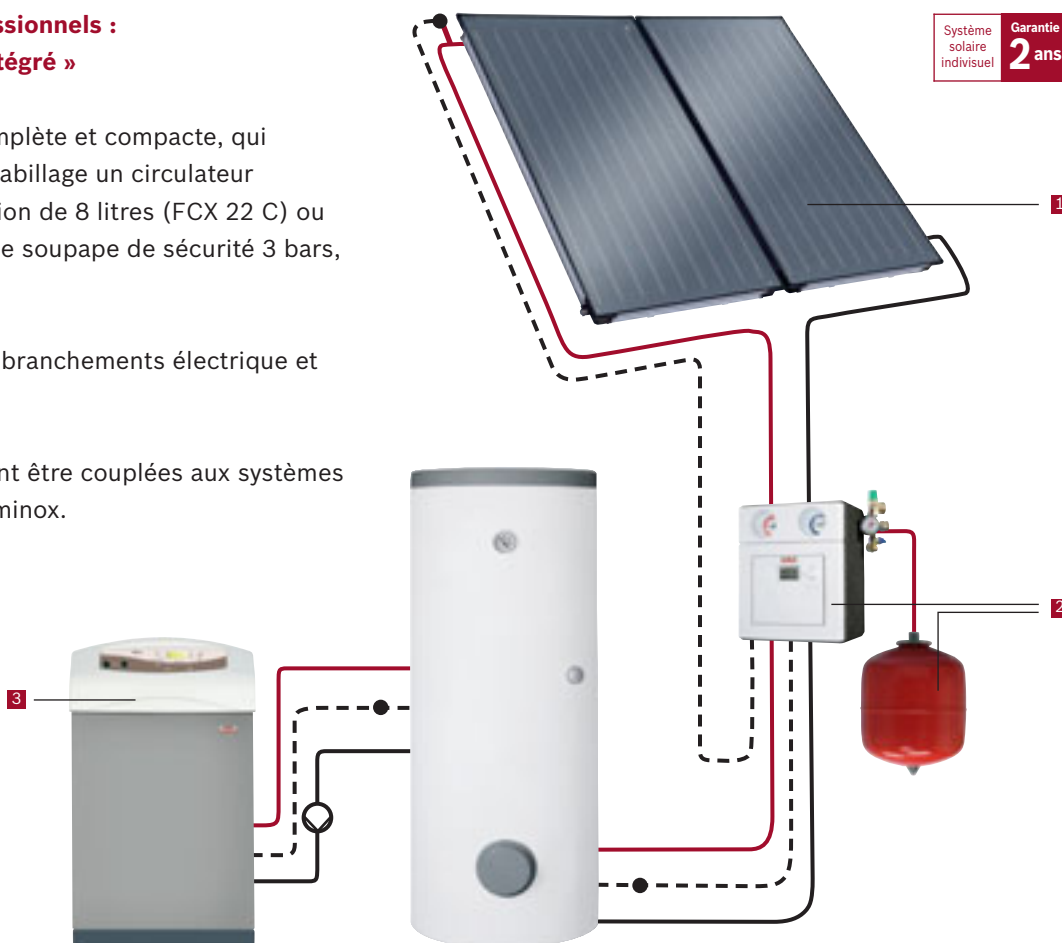 ssionnels :
tégré »
mplète et compacte, qui
abillage un circulateur
ion de 8 litres (FCX 22 C) ou
e soupape de sécurité 3 bars,
branchements électrique et
nt être couplées aux systèmes
minox.
Système
solaire
indivisuel
Garantie
2 ans
1
2
3